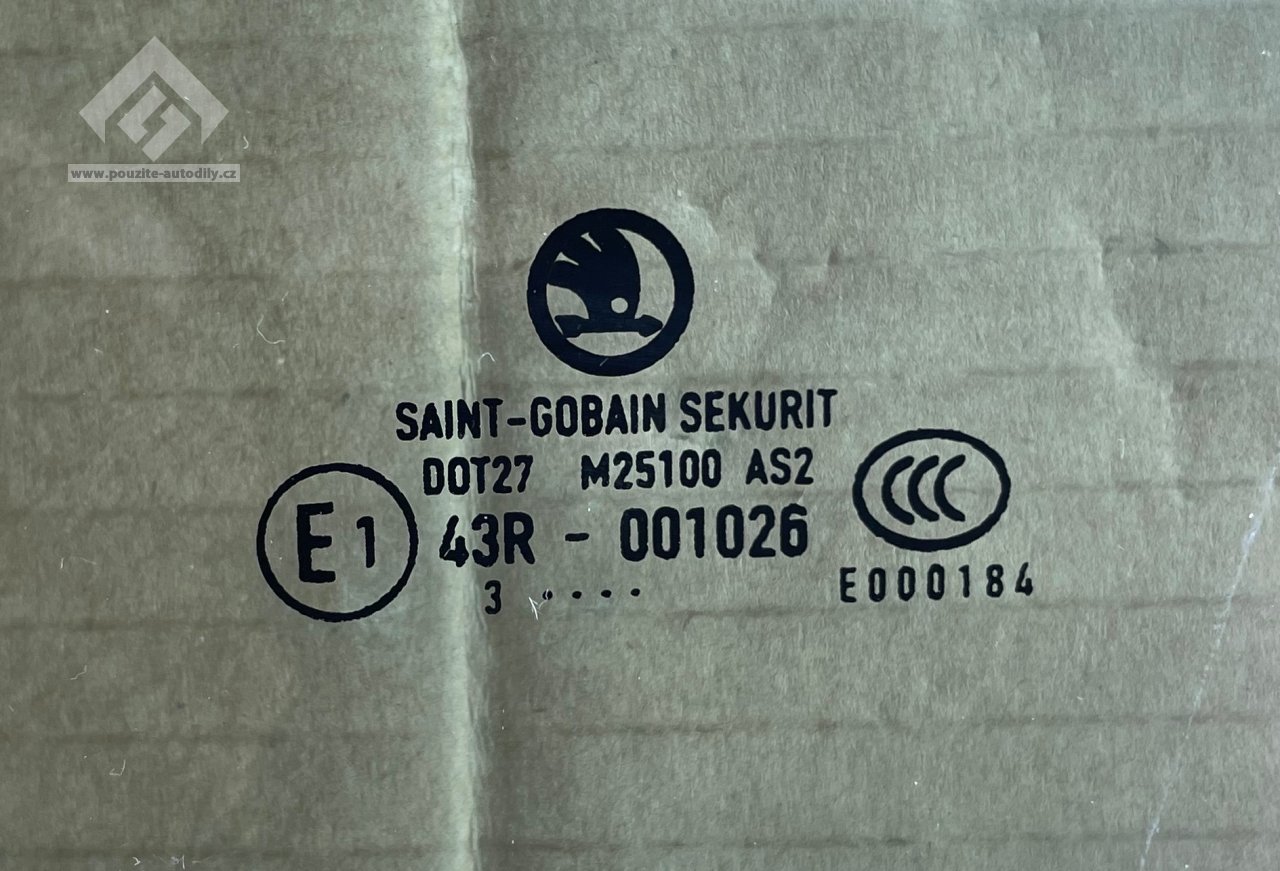 www.pouzite-autodily.cz
SAINT-GOBAIN SEKURIT
DOT27 M25100 AS2
E1 43R - 001026
3 . . . . .
CCC
E000184